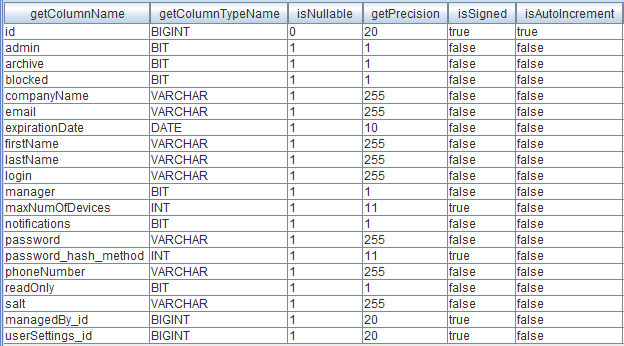 getColumnName getColumnTypeName isNullable getPrecision isSigned isAutoIncrement
id BIGINT 0 20 true true
admin BIT 1 1 false false
archive BIT 1 1 false false
blocked BIT 1 1 false false
companyName VARCHAR 1 255 false false
email VARCHAR 1 255 false false
expirationDate DATE 1 10 false false
firstName VARCHAR 1 255 false false
lastName VARCHAR 1 255 false false
login VARCHAR 1 255 false false
manager BIT 1 1 false false
maxNumOfDevices INT 1 11 true false
notifications BIT 1 1 false false
password VARCHAR 1 255 false false
password_hash_method INT 1 11 true false
phoneNumber VARCHAR 1 255 false false
readOnly BIT 1 1 false false
salt VARCHAR 1 255 false false
managedBy_id BIGINT 1 20 true false
userSettings_id BIGINT 1 20 true false